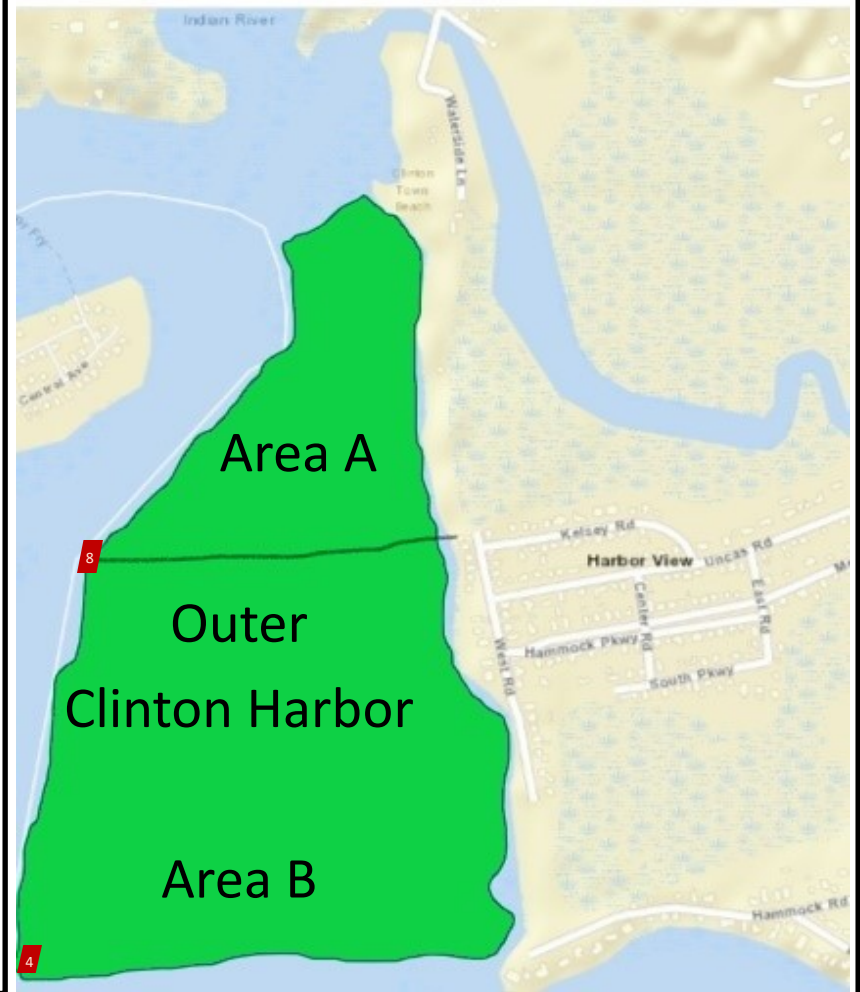 Indian River
Waterside Ln
Clinton
Town
Beach
Central Ave
Area A
8
Kelsey Rd
Harbor View
Uncas Rd
Center Rd
East Rd
Outer
Hammock Pkwy
West Rd
South Pkwy
Clinton Harbor
Area B
Hammock Rd
4